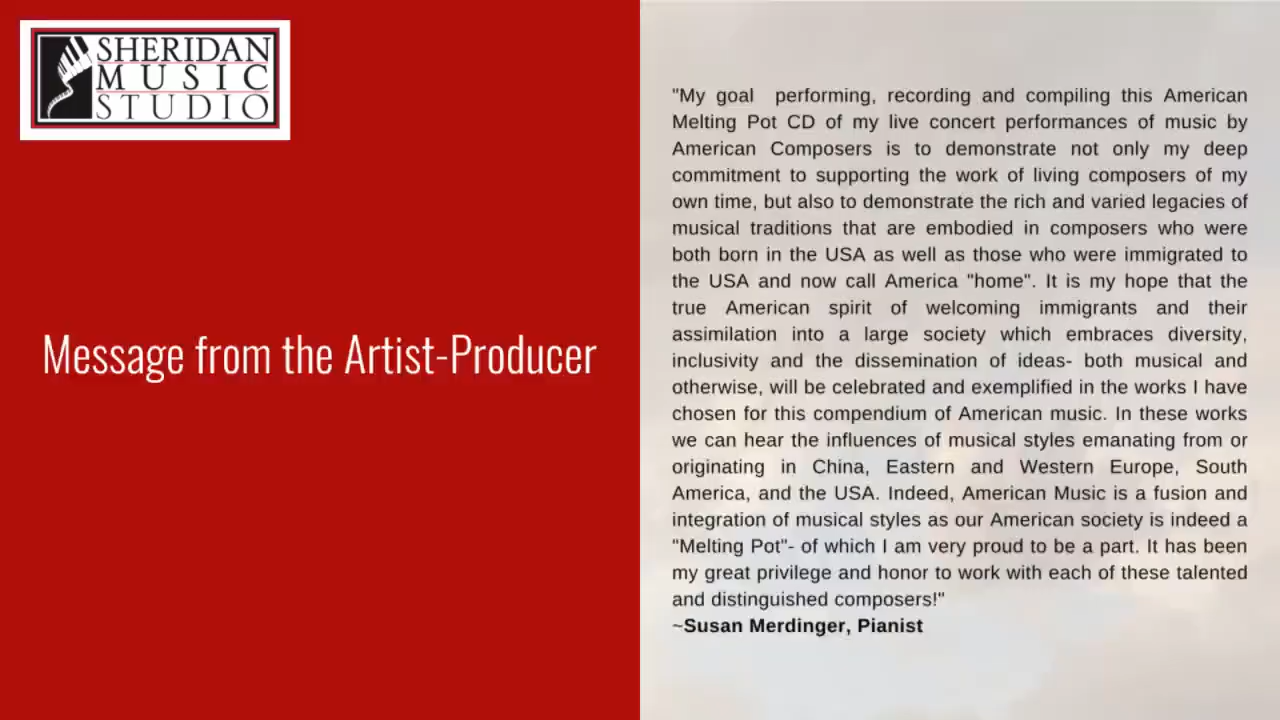 SHERIDAN
MUSIC
STUDIO
Message from the Artist-Producer
"My goal  performing, recording and compiling this American
Melting Pot CD of my live concert performances of music by
American Composers is to demonstrate not only my deep
commitment to supporting the work of living composers of my
own time, but also to demonstrate the rich and varied legacies of
musical traditions that are embodied in composers who were
both born in the USA as well as those who were immigrated to
the USA and now call America "home". It is my hope that the
true American spirit of welcoming immigrants and their
assimilation into a large society which embraces diversity,
inclusivity and the dissemination of ideas- both musical and
otherwise, will be celebrated and exemplified in the works I have
chosen for this compendium of American music. In these works
we can hear the influences of musical styles emanating from or
originating in China, Eastern and Western Europe, South
America, and the USA. Indeed, American Music is a fusion and
integration of musical styles as our American society is indeed a
"Melting Pot"- of which I am very proud to be a part. It has been
my great privilege and honor to work with each of these talented
and distinguished composers!"
~Susan Merdinger, Pianist